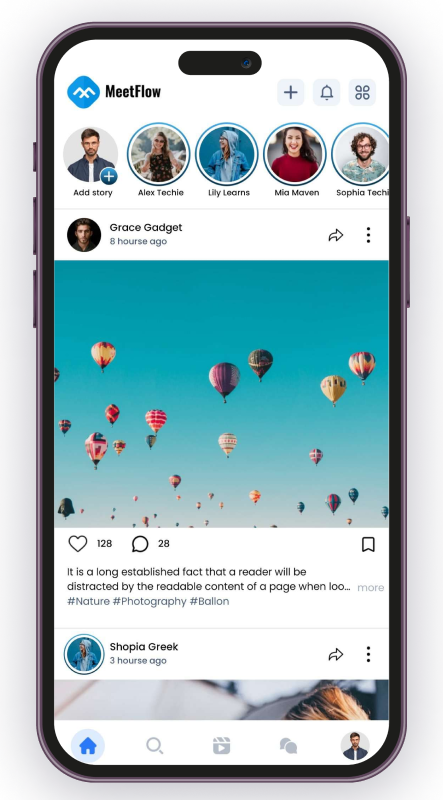 MeetFlow
Add story
Alex Techie
Lily Learns
Mia Maven
Sophia Techi
Grace Gadget
8 hourse ago
128
28
It is a long established fact that a reader will be
distracted by the readable content of a page when loo... more
#Nature #Photography #Ballon
Shopia Greek
3 hourse ago